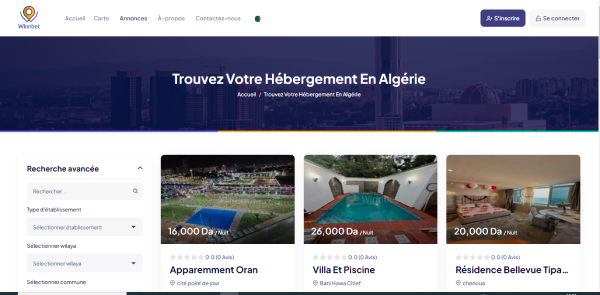 Winnbet
Accueil Carte Annonces À-propos Contactez-nous
S'inscrire
Se connecter
Trouvez Votre Hébergement En Algérie
Accueil / Trouvez Votre Hébergement En Algérie
Recherche avancée
Rechercher...
Type d'établissement
Sélectionner établissement
Sélectionner wilaya
Sélectionner wilaya
Sélectionner commune
16,000 Da / Nuit
0.0 (0 Avis)
Apparemment Oran
cité point de jour
26,000 Da / Nuit
0.0 (0 Avis)
Villa Et Piscine
Bani Hawa Chlef
20,000 Da / Nuit
0.0 (0 Avis)
Résidence Bellevue Tipa...
chenoua